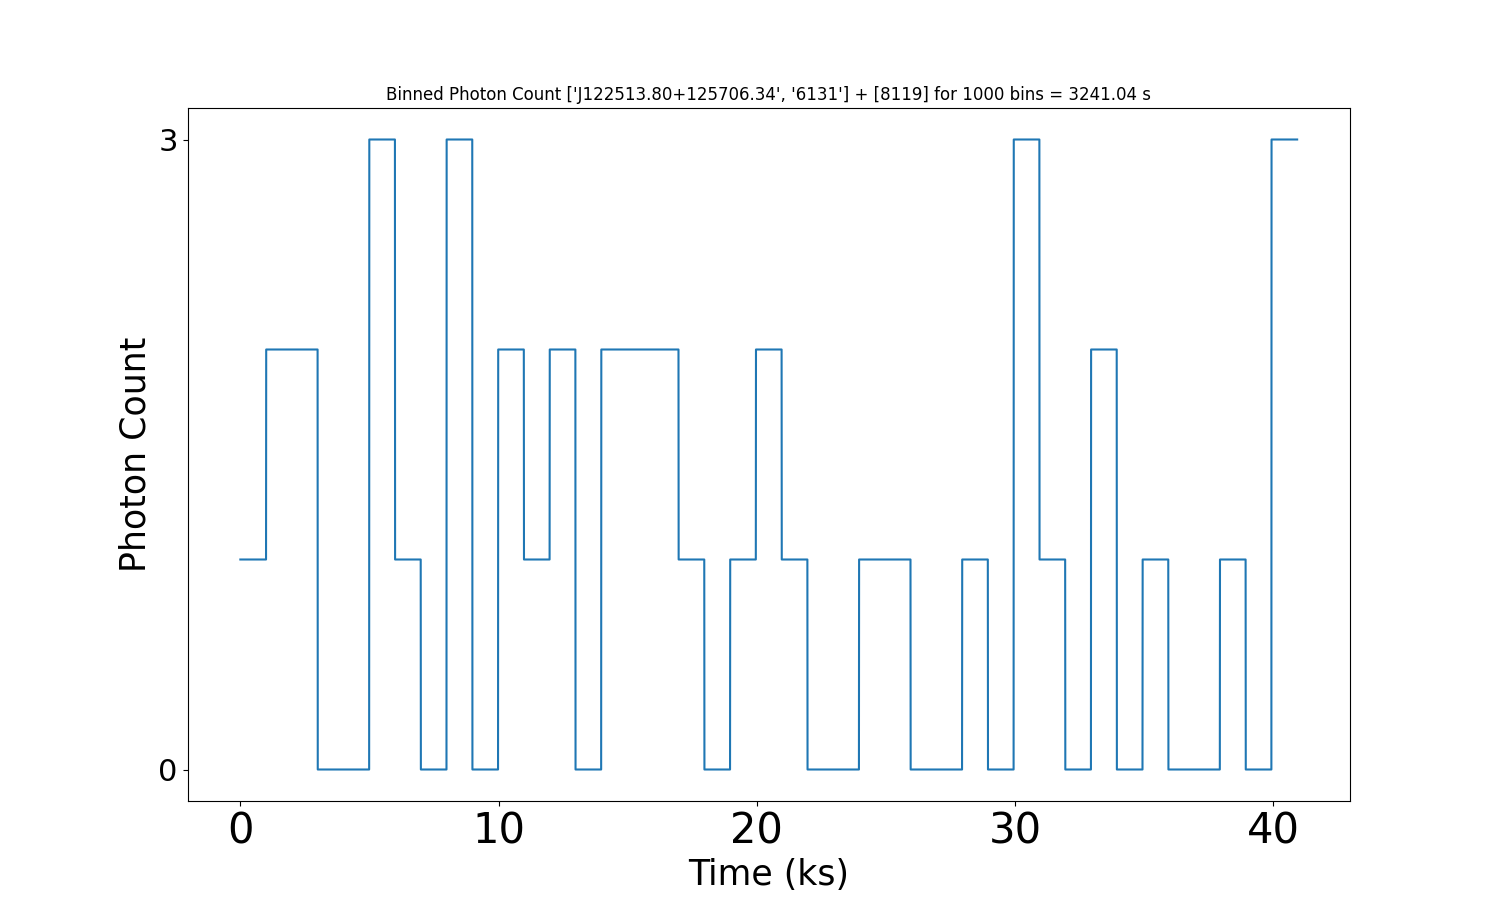 Binned Photon Count ['J122513.80+125706.34', '6131'] + [8119] for 1000 bins = 3241.04 s
3
Photon Count
0
0 10 20 30 40
Time (ks)